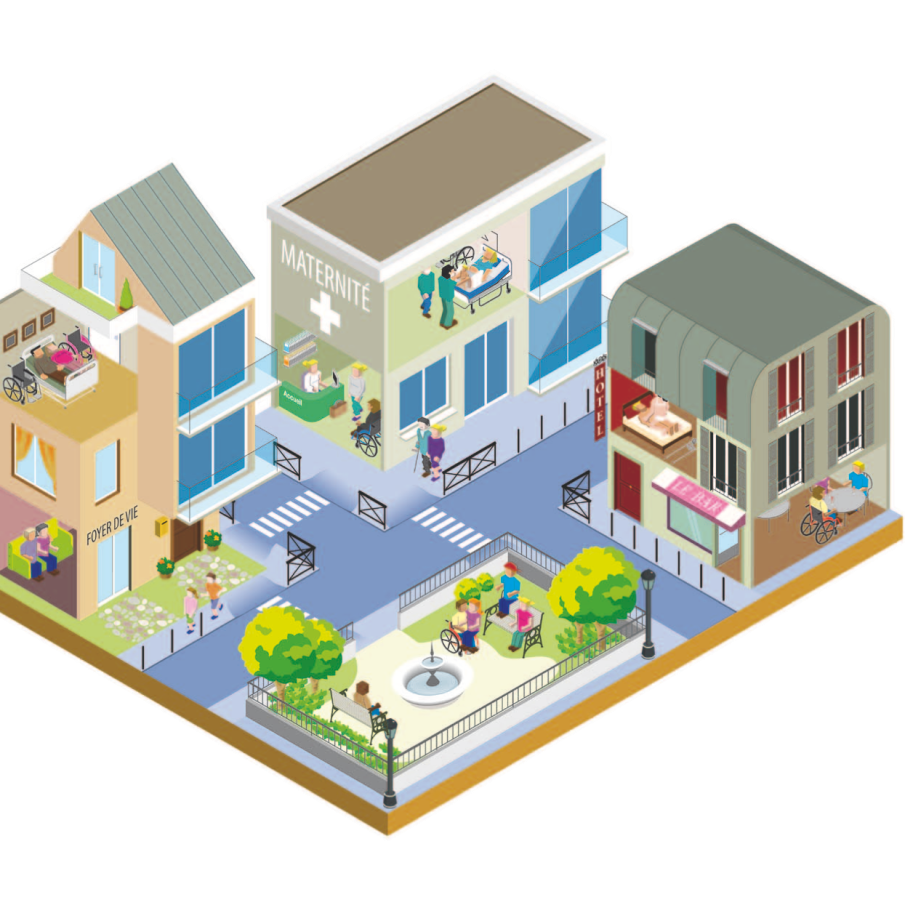 MATERNITÉ
Accueil
HOTEL
LE BAR
FOYER DE VIE